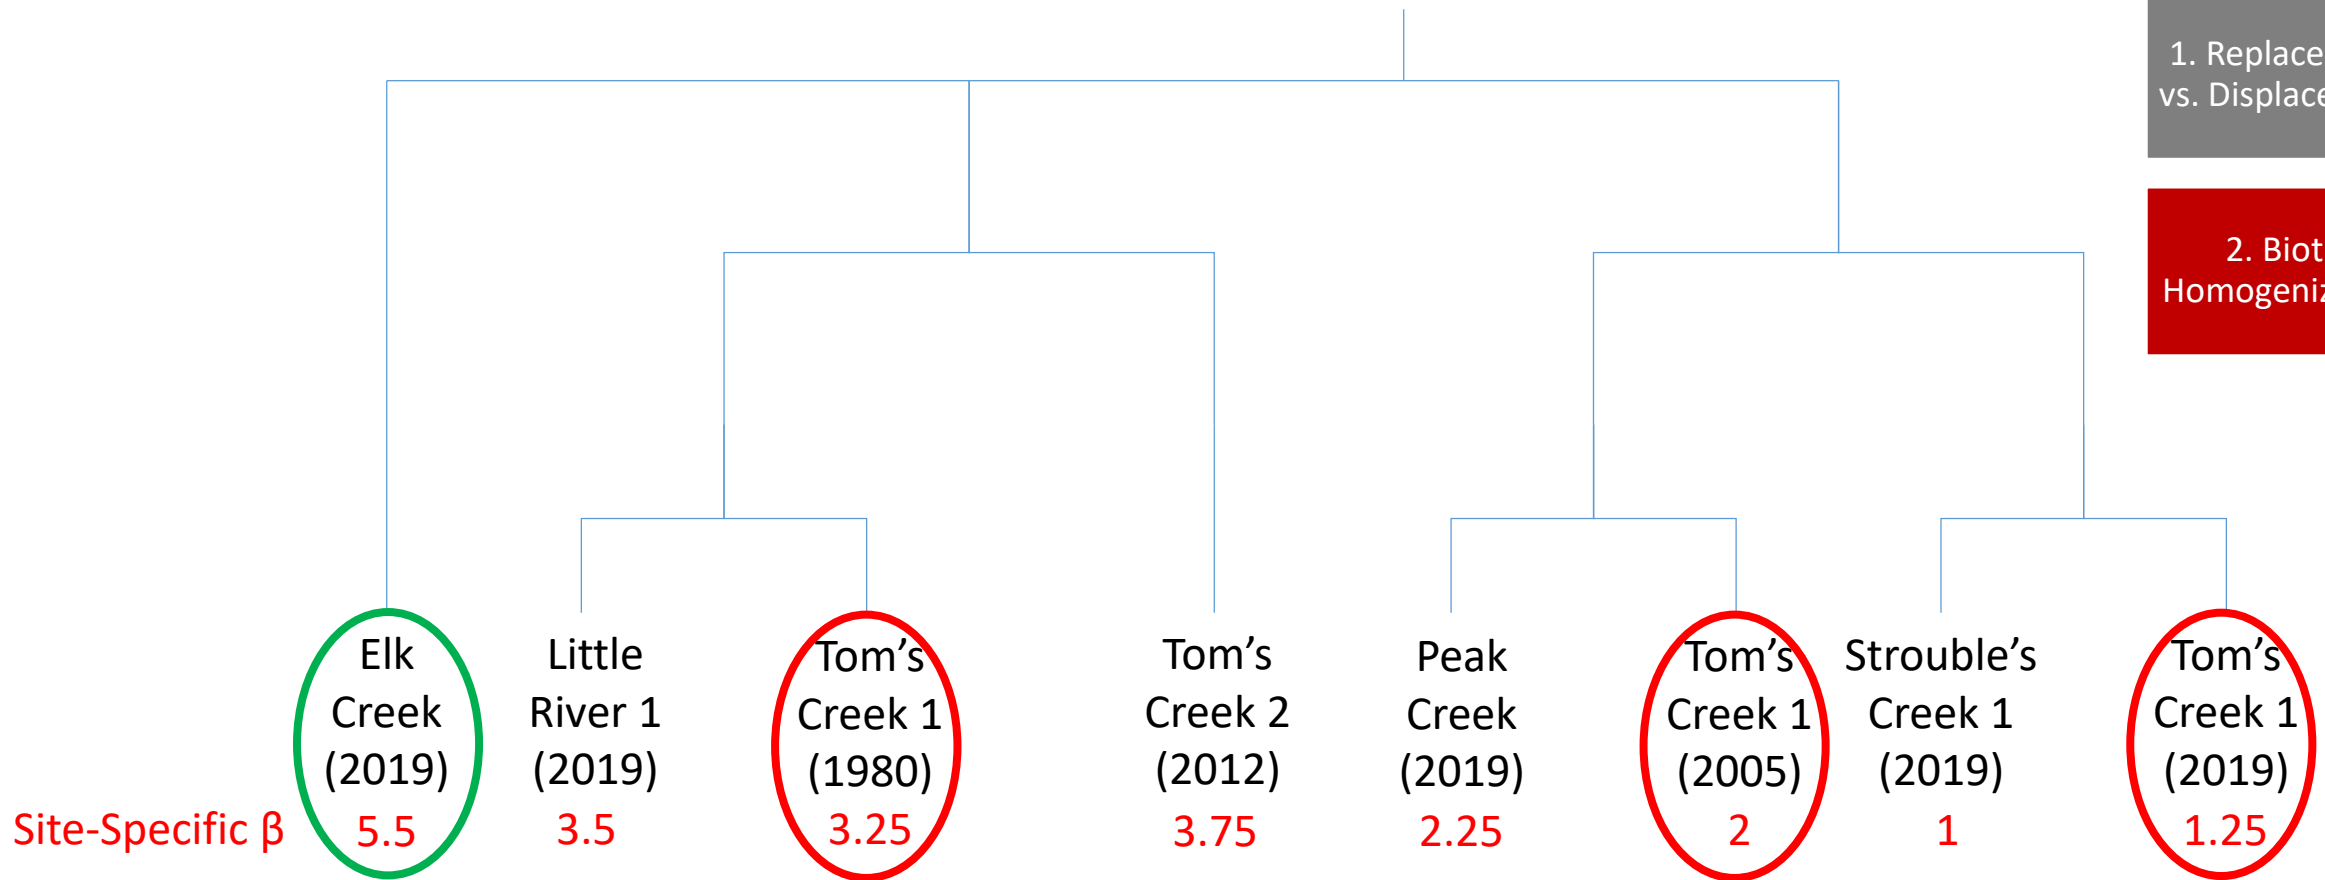 1. Replace
vs. Displace
2. Biot
Homogeniz
Elk
Creek
(2019)
Little
River 1
(2019)
Tom's
Creek 1
(1980)
Tom's
Creek 2
(2012)
Peak
Creek
(2019)
Tom's
Creek 1
(2005)
Strouble's
Creek 1
(2019)
Tom's
Creek 1
(2019)
Site-Specific β 5.5 3.5 3.25 3.75 2.25 2 1 1.25